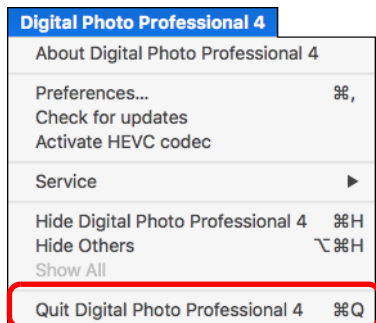 Digital Photo Professional 4
About Digital Photo Professional 4
Preferences... ⌘,
Check for updates
Activate HEVC codec
Service ▶
Hide Digital Photo Professional 4 ⌘H
Hide Others ⌥⌘H
Show All
Quit Digital Photo Professional 4 ⌘Q